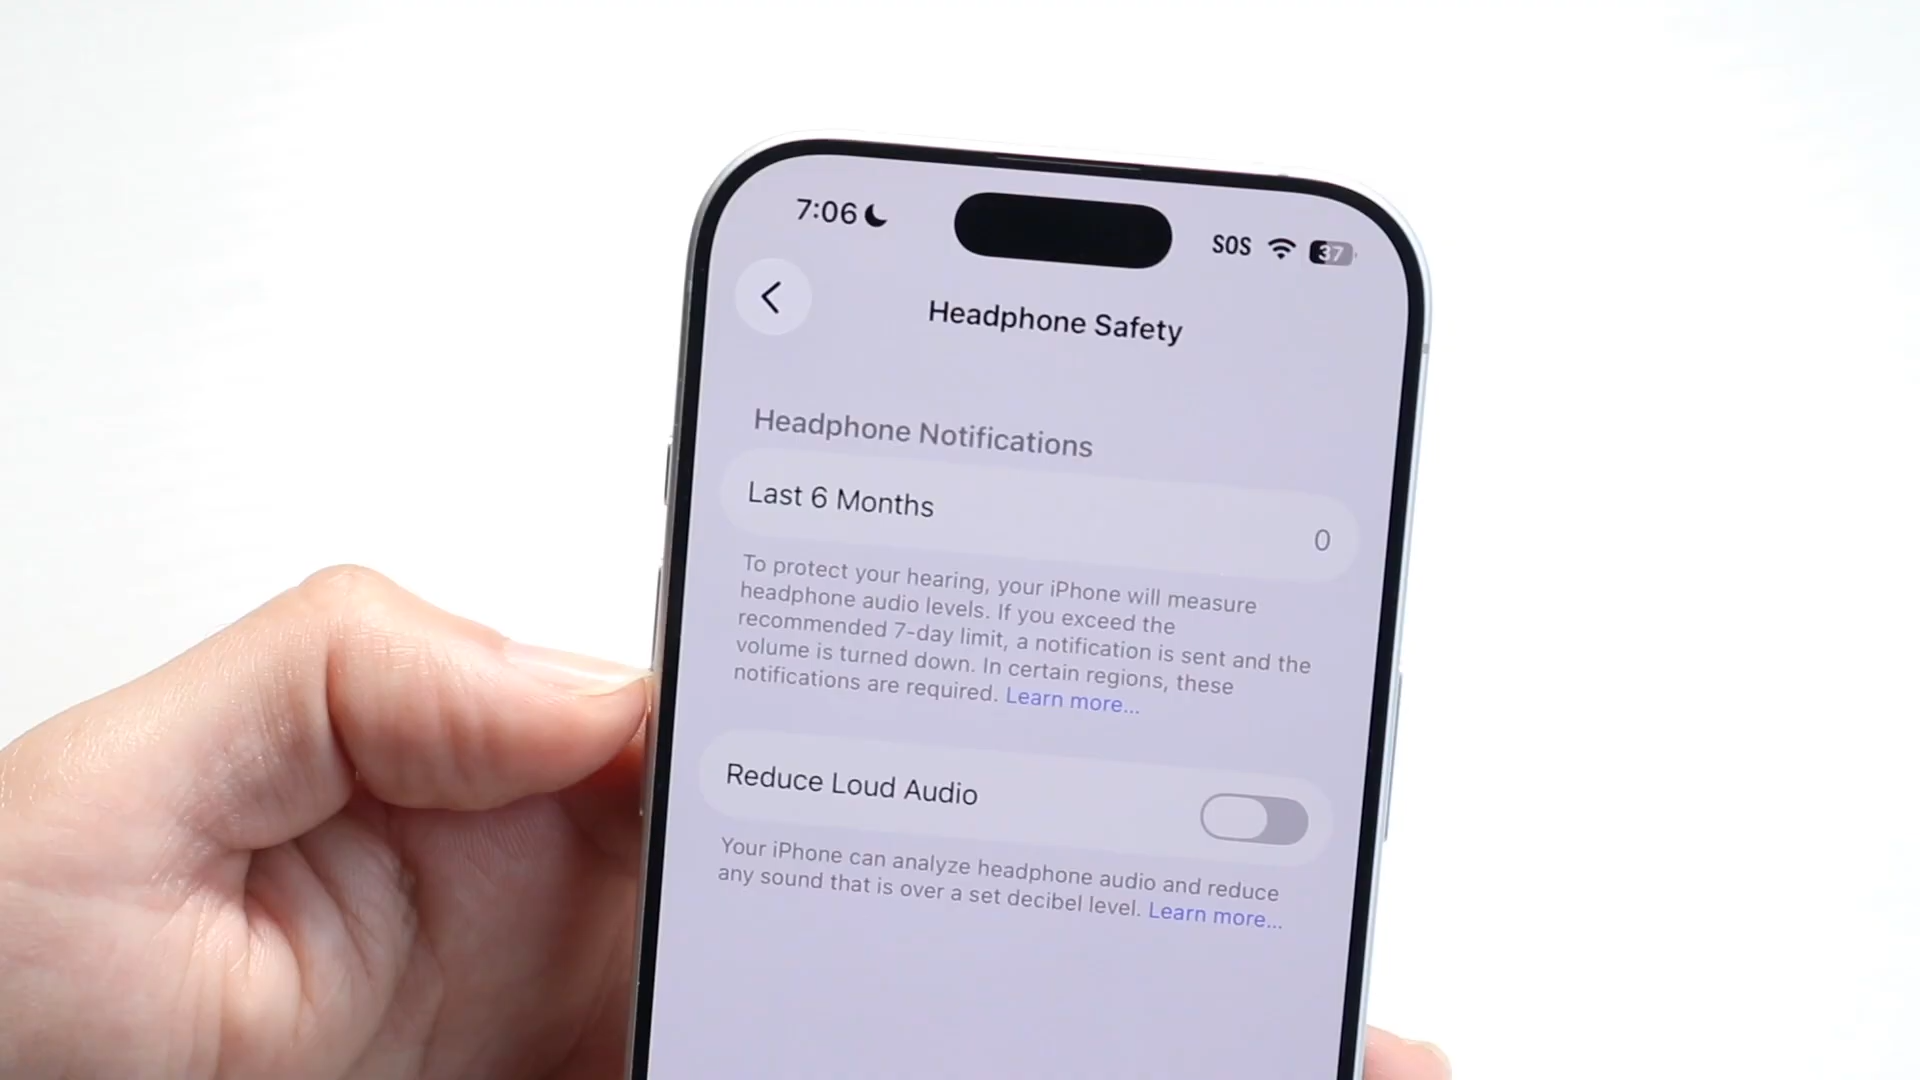 7:06
SOS
37
Headphone Safety
Headphone Notifications
Last 6 Months
0
To protect your hearing, your iPhone will measure
headphone audio levels. If you exceed the
recommended 7-day limit, a notification is sent and the
volume is turned down. In certain regions, these
notifications are required. Learn more...
Reduce Loud Audio
Your iPhone can analyze headphone audio and reduce
any sound that is over a set decibel level. Learn more...